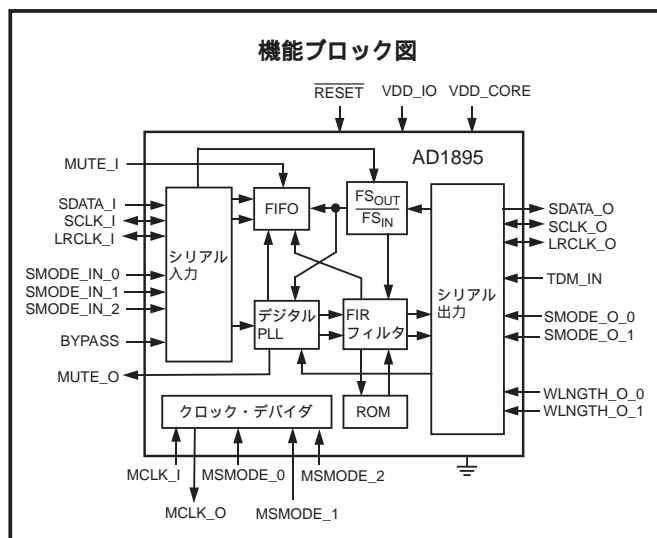 機能ブロック図
RESET VDD_IO VDD_CORE
AD1895
MUTE_I
SDATA_I
SCLK_I
LRCLK_I
SMODE_IN_0
SMODE_IN_1
SMODE_IN_2
BYPASS
MUTE_O
シリアル
入力
FIFO
FSOUT
FSIN
デジタル
PLL
FIR
フィルタ
ROM
シリアル
出力
SDATA_O
SCLK_O
LRCLK_O
TDM_IN
SMODE_O_0
SMODE_O_1
WLNGTH_O_0
WLNGTH_O_1
クロック・デバイダ
MCLK_I
MCLK_O
MSMODE_0
MSMODE_1
MSMODE_2